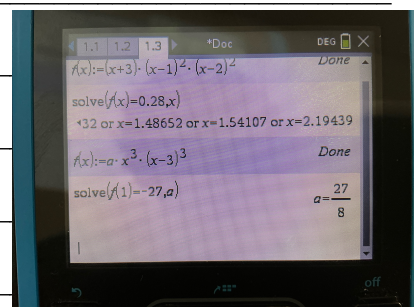 1.1 1.2 1.3 *Doc DEG
f(x):=(x+3)·(x−1)²·(x−2)² Done
solve(f(x)=0.28,x)
◂32 or x=1.48652 or x=1.54107 or x=2.19439
f(x):=a·x³·(x−3)³ Done
solve(f(1)=−27,a) a=27/8
off